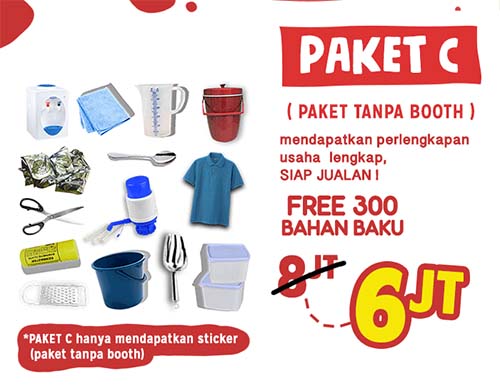 PAKET C
( PAKET TANPA BOOTH )
mendapatkan perlengkapan
usaha lengkap,
SIAP JUALAN !
FREE 300
BAHAN BAKU
8JT
6JT
*PAKET C hanya mendapatkan sticker
(paket tanpa booth)